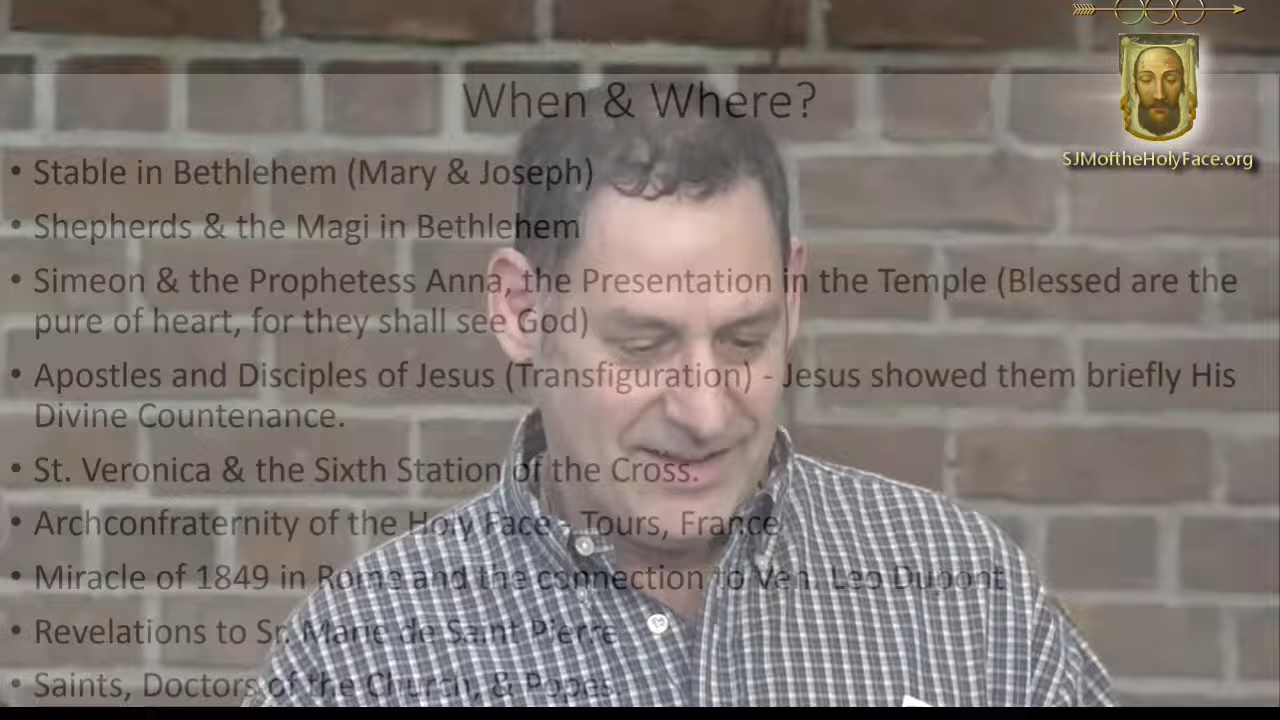 When & Where?
SJMoftheHolyFace.org
• Stable in Bethlehem (Mary & Joseph)
• Shepherds & the Magi in Bethlehem
• Simeon & the Prophetess Anna, the Presentation in the Temple (Blessed are the
pure of heart, for they shall see God)
• Apostles and Disciples of Jesus (Transfiguration) - Jesus showed them briefly His
Divine Countenance.
• St. Veronica & the Sixth Station of the Cross.
• Archconfraternity of the Holy Face - Tours, France
• Miracle of 1849 in Rome and the connection to Ven. Leo Dupont
• Revelations to Sr. Marie de Saint Pierre
• Saints, Doctors of the Church, & Popes.